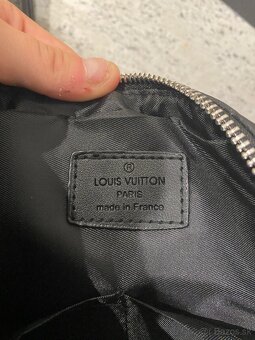 ®
LOUIS VUITTON
PARIS
made in France
Bazos.sk